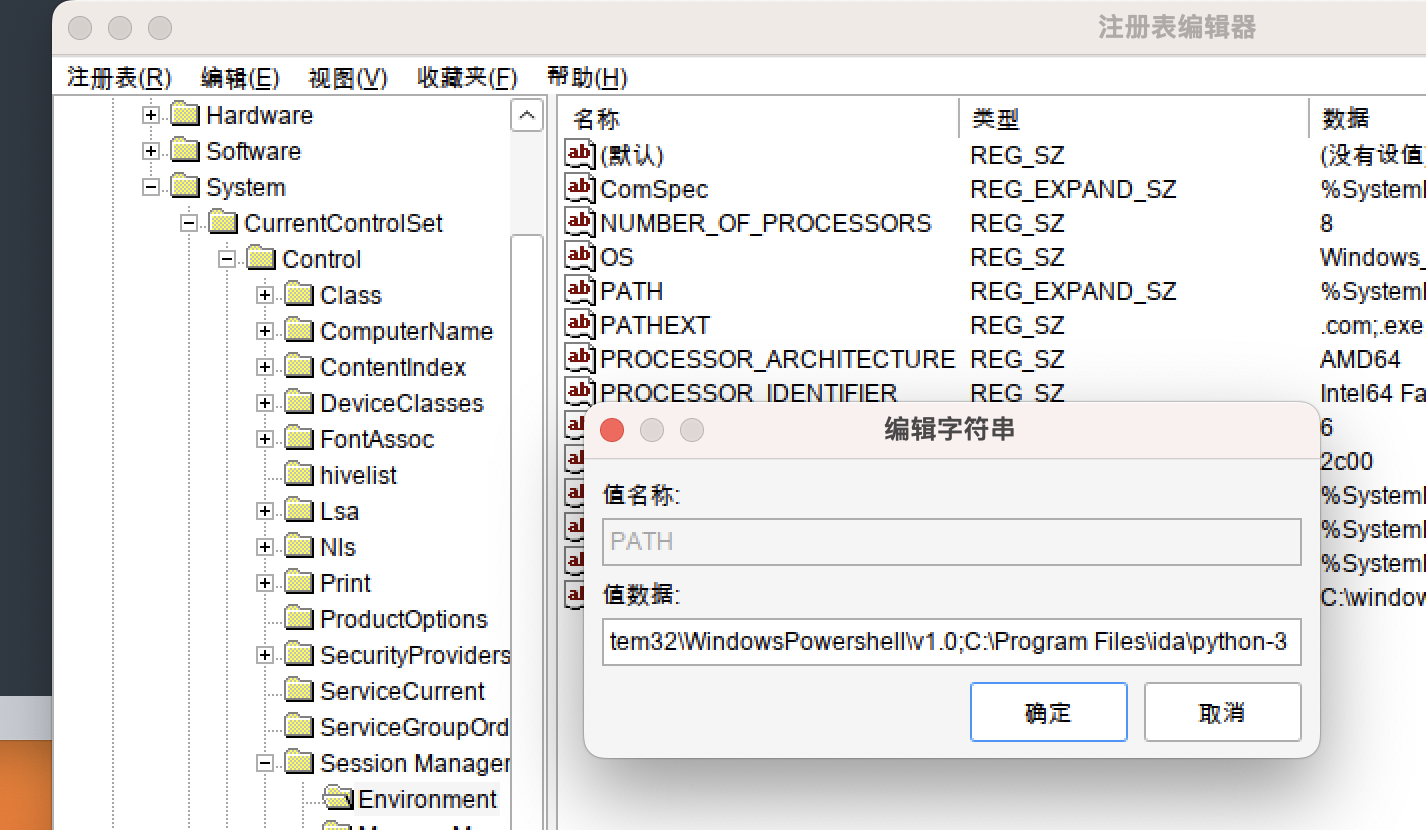 注册表编辑器
注册表(R) 编辑(E) 视图(V) 收藏夹(F) 帮助(H)
Hardware
Software
System
CurrentControlSet
Control
Class
ComputerName
ContentIndex
DeviceClasses
FontAssoc
hivelist
Lsa
Nls
Print
ProductOptions
SecurityProviders
ServiceCurrent
ServiceGroupOrd
Session Manager
Environment
名称 类型 数据
(默认) REG_SZ (没有设值
ComSpec REG_EXPAND_SZ %System
NUMBER_OF_PROCESSORS REG_SZ 8
OS REG_SZ Windows_
PATH REG_EXPAND_SZ %System
PATHEXT REG_SZ .com;.exe
PROCESSOR_ARCHITECTURE REG_SZ AMD64
PROCESSOR_IDENTIFIER REG_SZ Intel64 Fa
6
2c00
%System
%System
%System
C:\window
编辑字符串
值名称:
PATH
值数据:
tem32\WindowsPowershell\v1.0;C:\Program Files\ida\python-3
确定 取消